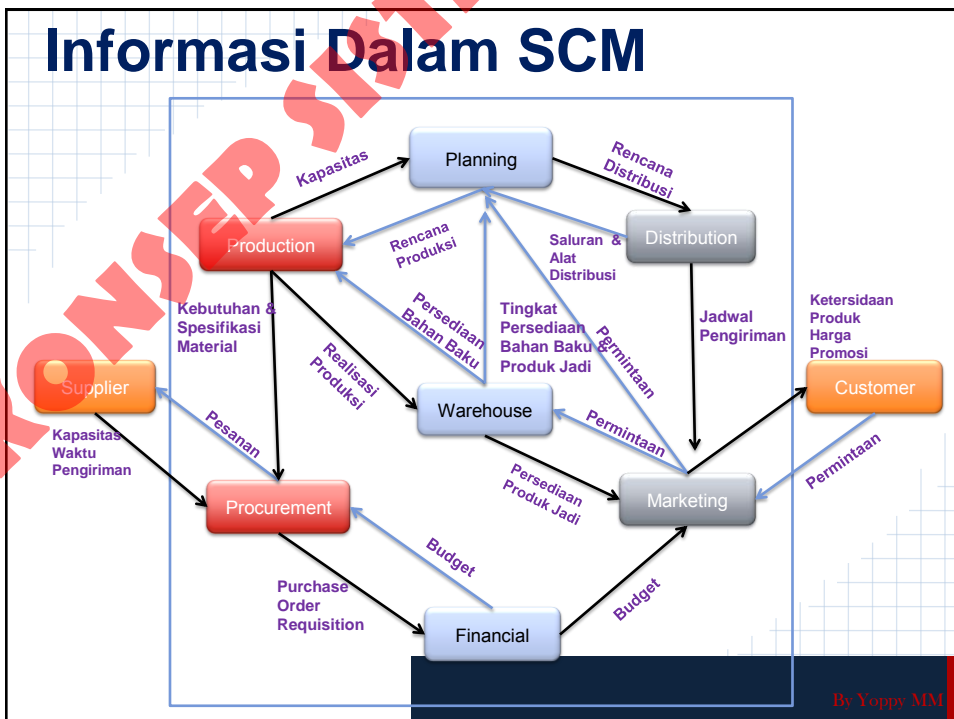 Informasi Dalam SCM
KONSEP SIST
Planning
Kapasitas
Rencana
Distribusi
Production
Rencana
Produksi
Saluran &
Alat
Distribusi
Distribution
Kebutuhan &
Spesifikasi
Material
Persediaan
Bahan Baku
Tingkat
Persediaan
Bahan Baku &
Produk Jadi
Permintaan
Jadwal
Pengiriman
Ketersidaan
Produk
Harga
Promosi
Supplier
Realisasi
Produksi
Warehouse
Customer
Kapasitas
Waktu
Pengiriman
Pesanan
Permintaan
Permintaan
Procurement
Persediaan
Produk Jadi
Marketing
Purchase
Order
Requisition
Budget
Financial
Budget
By Yoppy MM